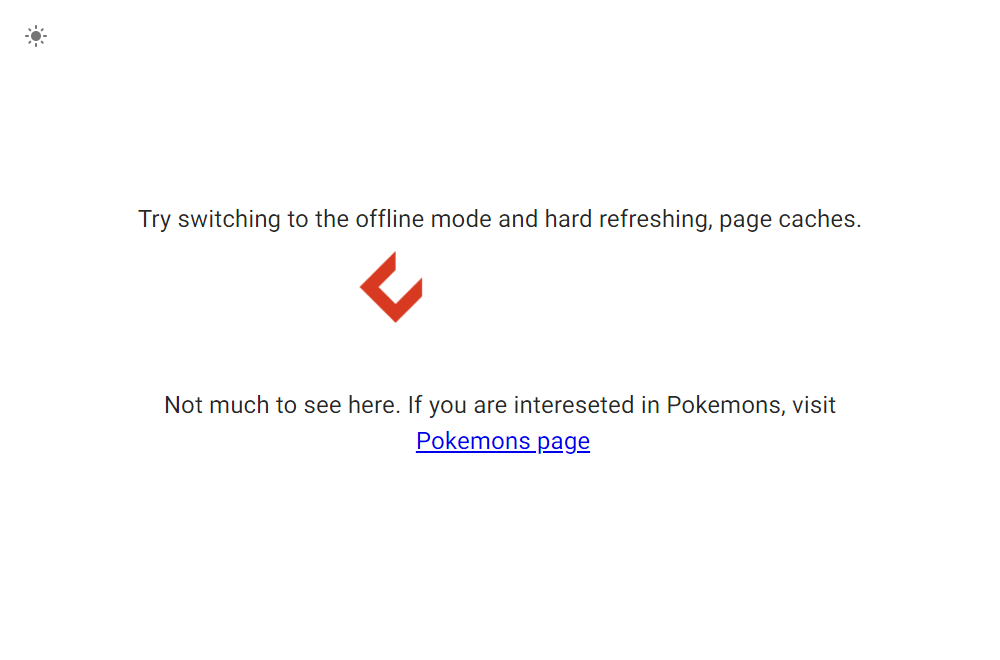 Try switching to the offline mode and hard refreshing, page caches.
Not much to see here. If you are intereseted in Pokemons, visit
Pokemons page